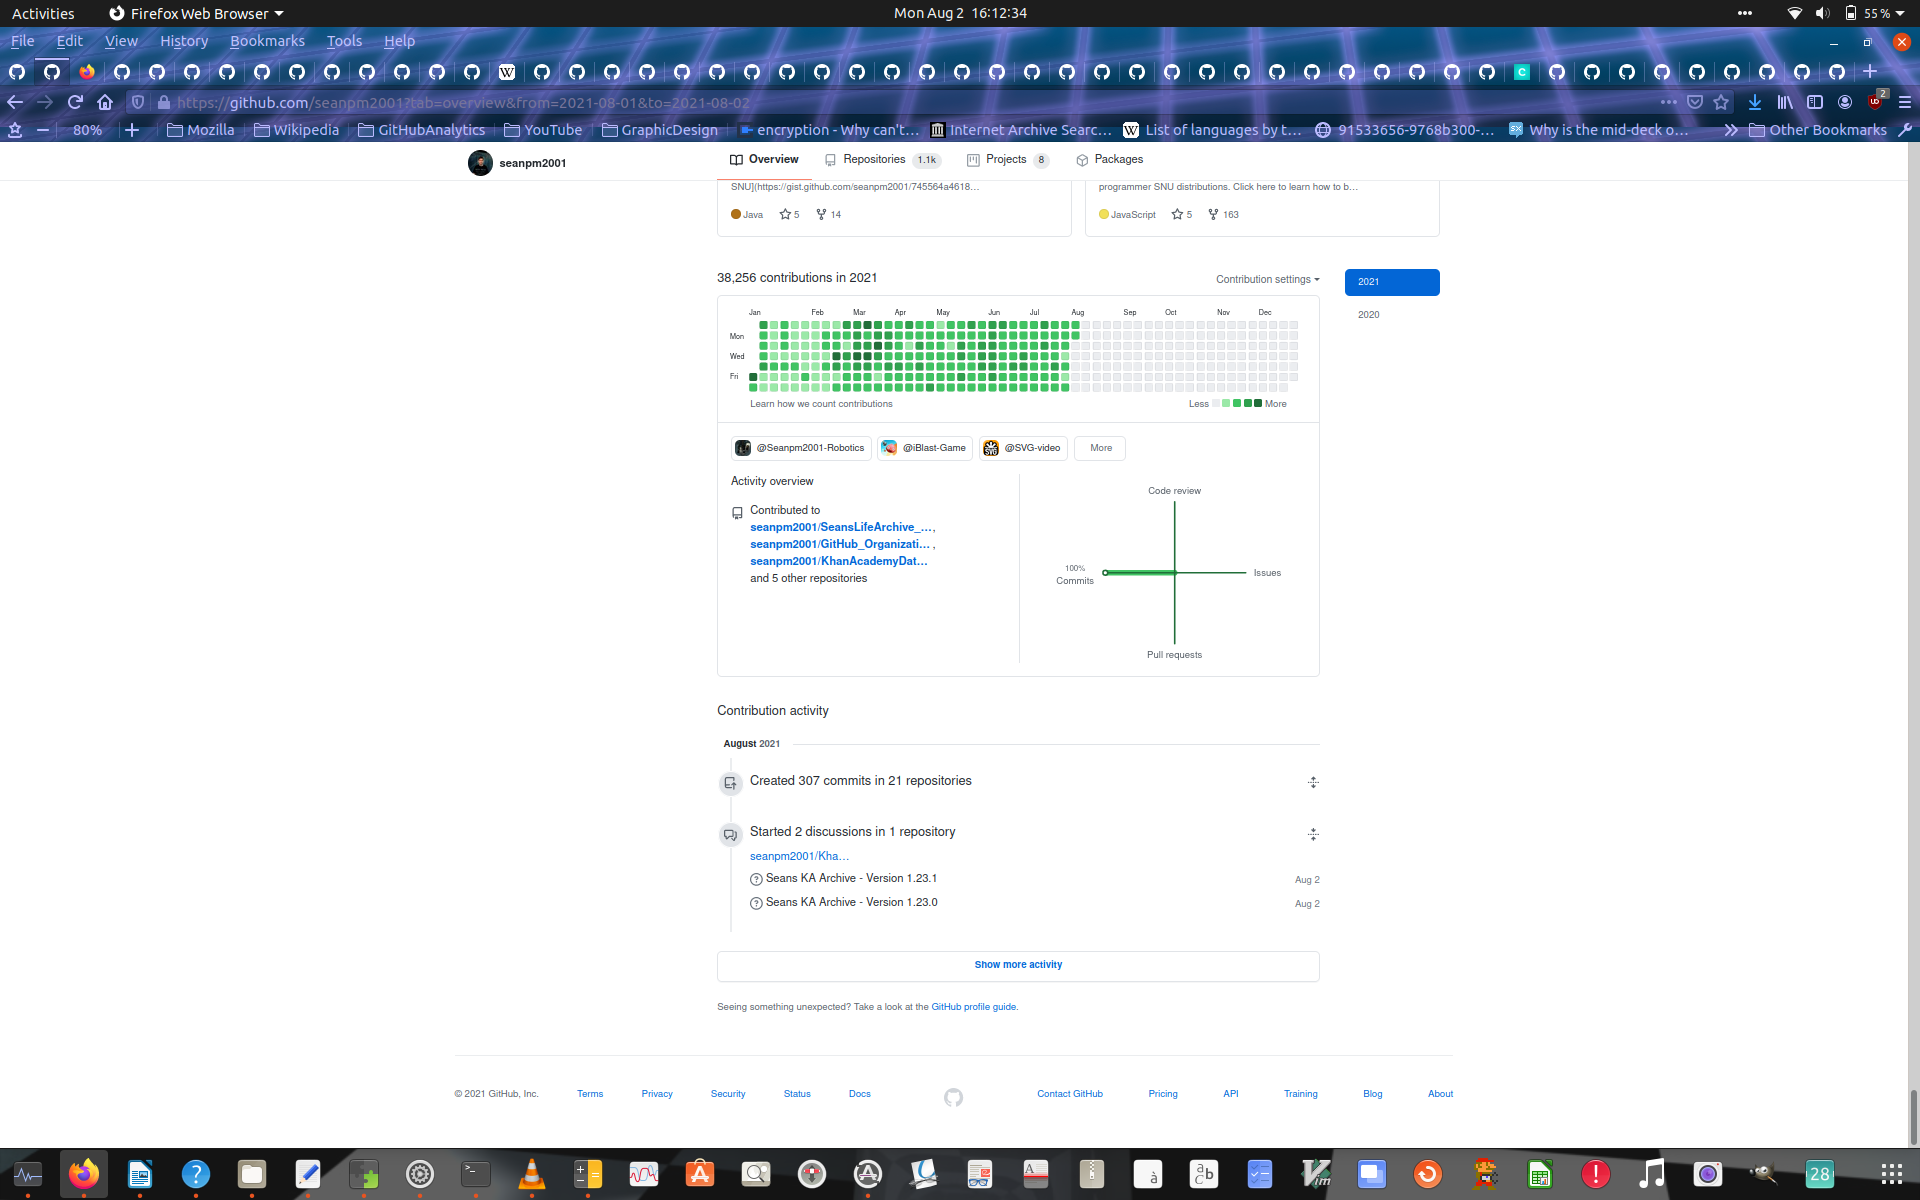 Activities
Firefox Web Browser
Mon Aug 2 16:12:34
55 %
File Edit View History Bookmarks Tools Help
https://github.com/seanpm2001?tab=overview&from=2021-08-01&to=2021-08-02
2
80%
Mozilla
Wikipedia
GitHubAnalytics
YouTube
GraphicDesign
encryption - Why can't…
Internet Archive Searc…
List of languages by t…
91533656-9768b300-…
Why is the mid-deck o…
Other Bookmarks
seanpm2001
Overview
Repositories 1.1k
Projects 8
Packages
SNU](https://gist.github.com/seanpm2001/745564a4618…
Java 5 14
programmer SNU distributions. Click here to learn how to b…
JavaScript 5 163
38,256 contributions in 2021
Contribution settings
2021
2020
Jan Feb Mar Apr May Jun Jul Aug Sep Oct Nov Dec
Mon
Wed
Fri
Learn how we count contributions
Less More
@Seanpm2001-Robotics
@iBlast-Game
@SVG-video
More
Activity overview
Contributed to
seanpm2001/SeansLifeArchive_…,
seanpm2001/GitHub_Organizati… ,
seanpm2001/KhanAcademyDat…
and 5 other repositories
Code review
100%
Commits
Issues
Pull requests
Contribution activity
August 2021
Created 307 commits in 21 repositories
Started 2 discussions in 1 repository
seanpm2001/Kha…
Seans KA Archive - Version 1.23.1 Aug 2
Seans KA Archive - Version 1.23.0 Aug 2
Show more activity
Seeing something unexpected? Take a look at the GitHub profile guide.
© 2021 GitHub, Inc. Terms Privacy Security Status Docs Contact GitHub Pricing API Training Blog About
28